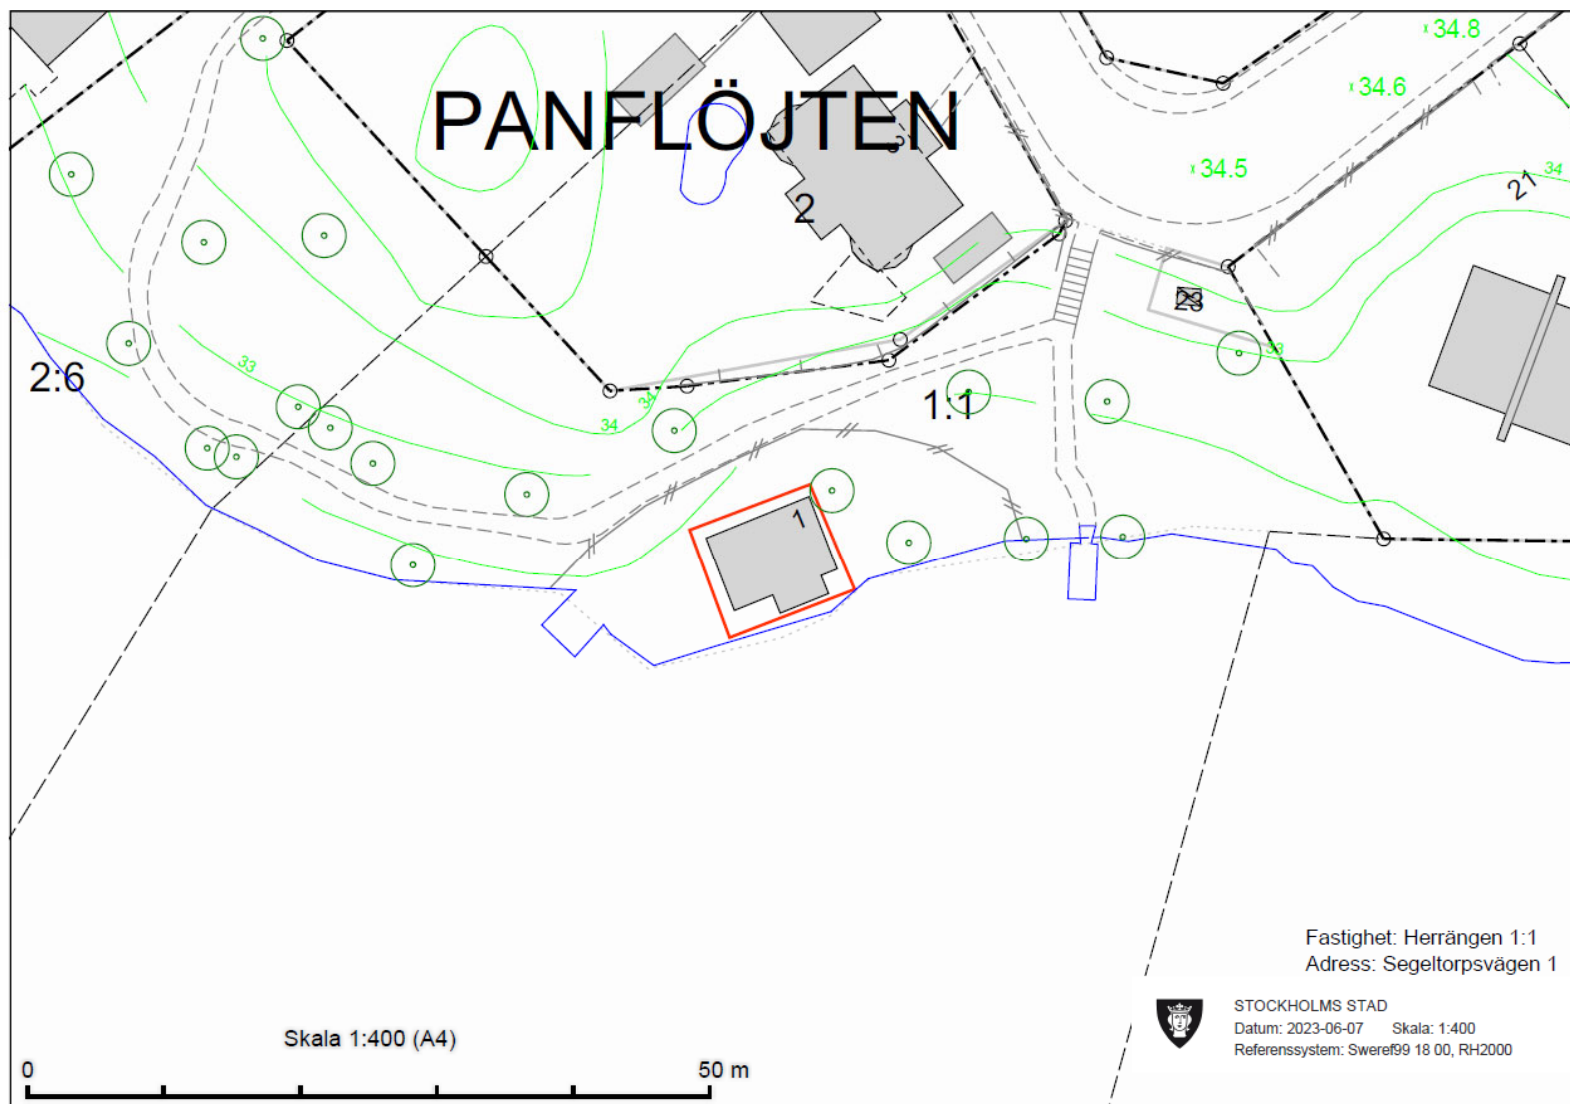 34.8
34.6
PANFLÖJTEN
3
34.5
34
21
2
23
33
2:6
33
34
34
1:1
1
Fastighet: Herrängen 1:1
Adress: Segeltorpsvägen 1
STOCKHOLMS STAD
Datum: 2023-06-07 Skala: 1:400
Referenssystem: Sweref99 18 00, RH2000
Skala 1:400 (A4)
0 50 m